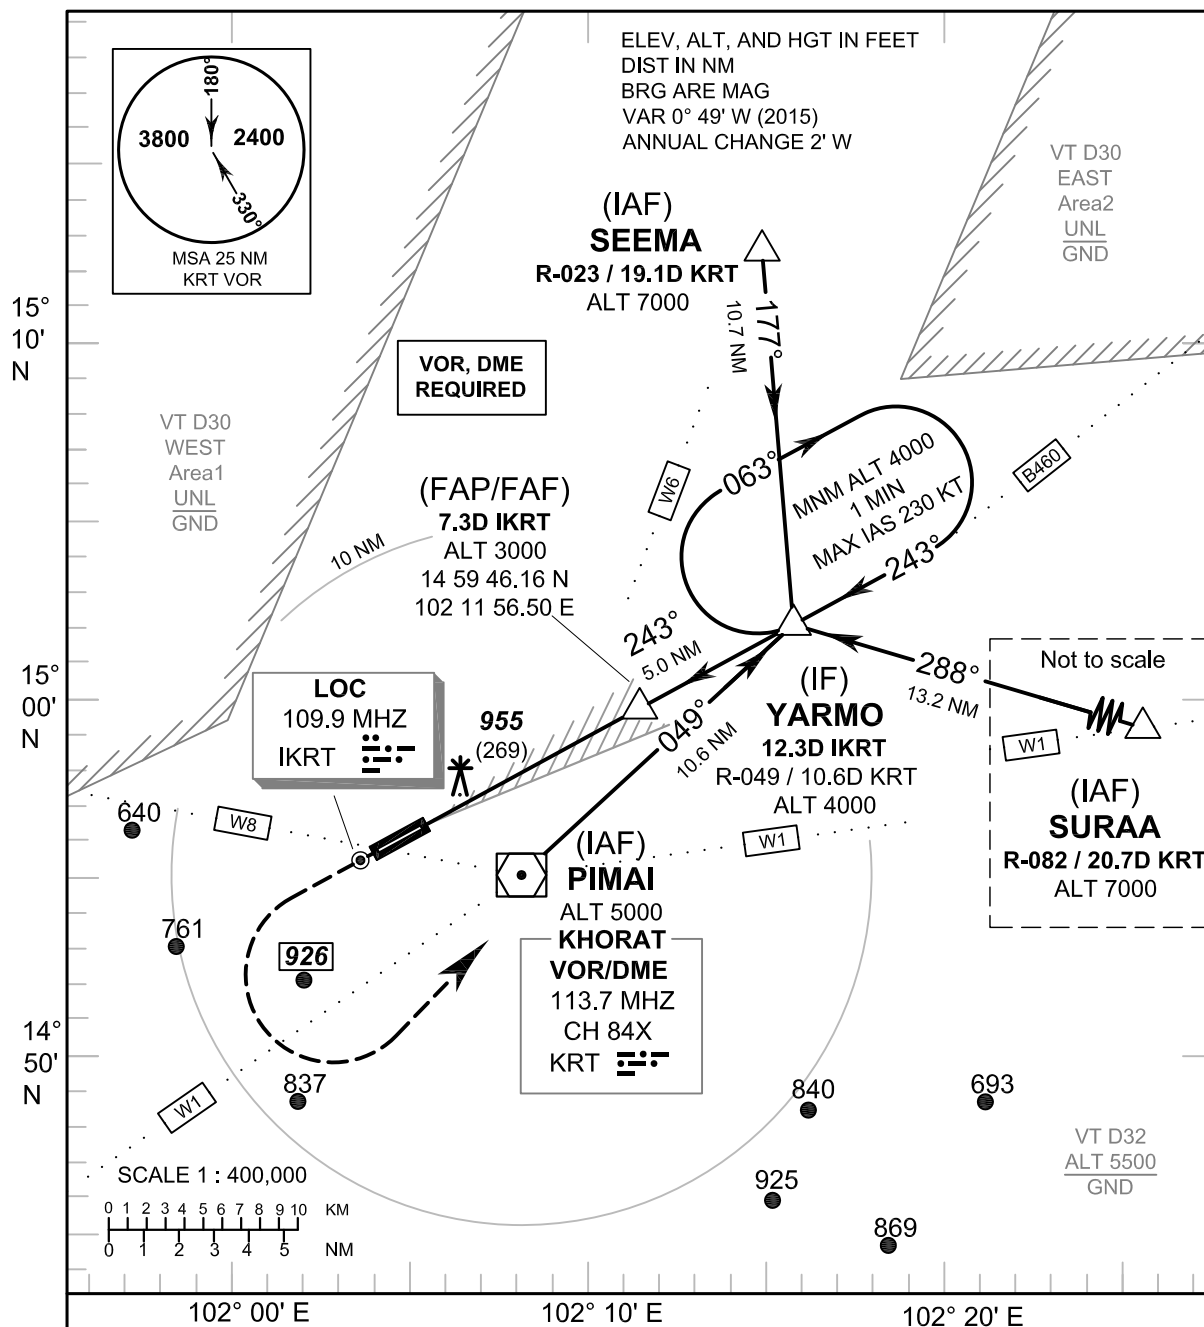 ELEV, ALT, AND HGT IN FEET
DIST IN NM
BRG ARE MAG
VAR 0° 49' W (2015)
ANNUAL CHANGE 2' W
180°
3800
2400
330°
MSA 25 NM
KRT VOR
VT D30
EAST
Area2
UNL
GND
(IAF)
SEEMA
R-023 / 19.1D KRT
ALT 7000
177°
10.7 NM
15°
10'
N
VOR, DME
REQUIRED
VT D30
WEST
Area1
UNL
GND
W6
063°
MNM ALT 4000
1 MIN
MAX IAS 230 KT
243°
B460
(FAP/FAF)
7.3D IKRT
ALT 3000
14 59 46.16 N
102 11 56.50 E
10 NM
243°
5.0 NM
049°
10.6 NM
288°
13.2 NM
Not to scale
W1
(IAF)
SURAA
R-082 / 20.7D KRT
ALT 7000
15°
00'
N
LOC
109.9 MHZ
IKRT
955
(269)
(IF)
YARMO
12.3D IKRT
R-049 / 10.6D KRT
ALT 4000
640
W8
W1
(IAF)
PIMAI
ALT 5000
KHORAT
VOR/DME
113.7 MHZ
CH 84X
KRT
761
926
14°
50'
N
837
W1
840
693
925
869
VT D32
ALT 5500
GND
SCALE 1 : 400,000
0 1 2 3 4 5 6 7 8 9 10 KM
0 1 2 3 4 5 NM
102° 00' E
102° 10' E
102° 20' E